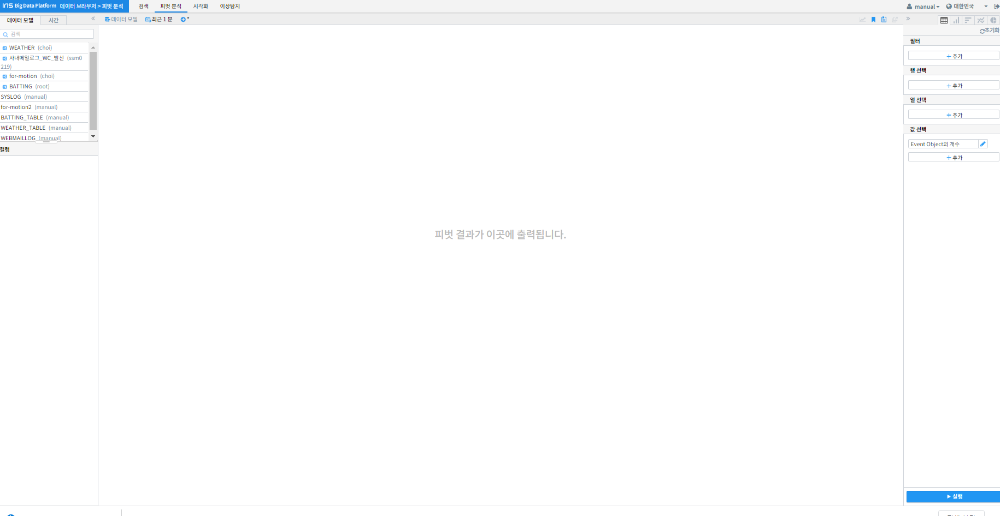 IRIS Big Data Platform 데이터 브라우저 > 피벗 분석 검색 피벗 분석 시각화 이상탐지 manual 대한민국
데이터 모델 시간
검색
WEATHER (choi)
사내메일로그_WC_발신 (ssm0
219)
for-motion (choi)
BATTING (root)
SYSLOG (manual)
for-motion2 (manual)
BATTING_TABLE (manual)
WEATHER_TABLE (manual)
WEBMAILLOG (manual)
컬럼
데이터 모델 최근 1 분 *
피벗 결과가 이곳에 출력됩니다.
초기화
필터
+ 추가
행 선택
+ 추가
열 선택
+ 추가
값 선택
Event Object의 개수
+ 추가
실행